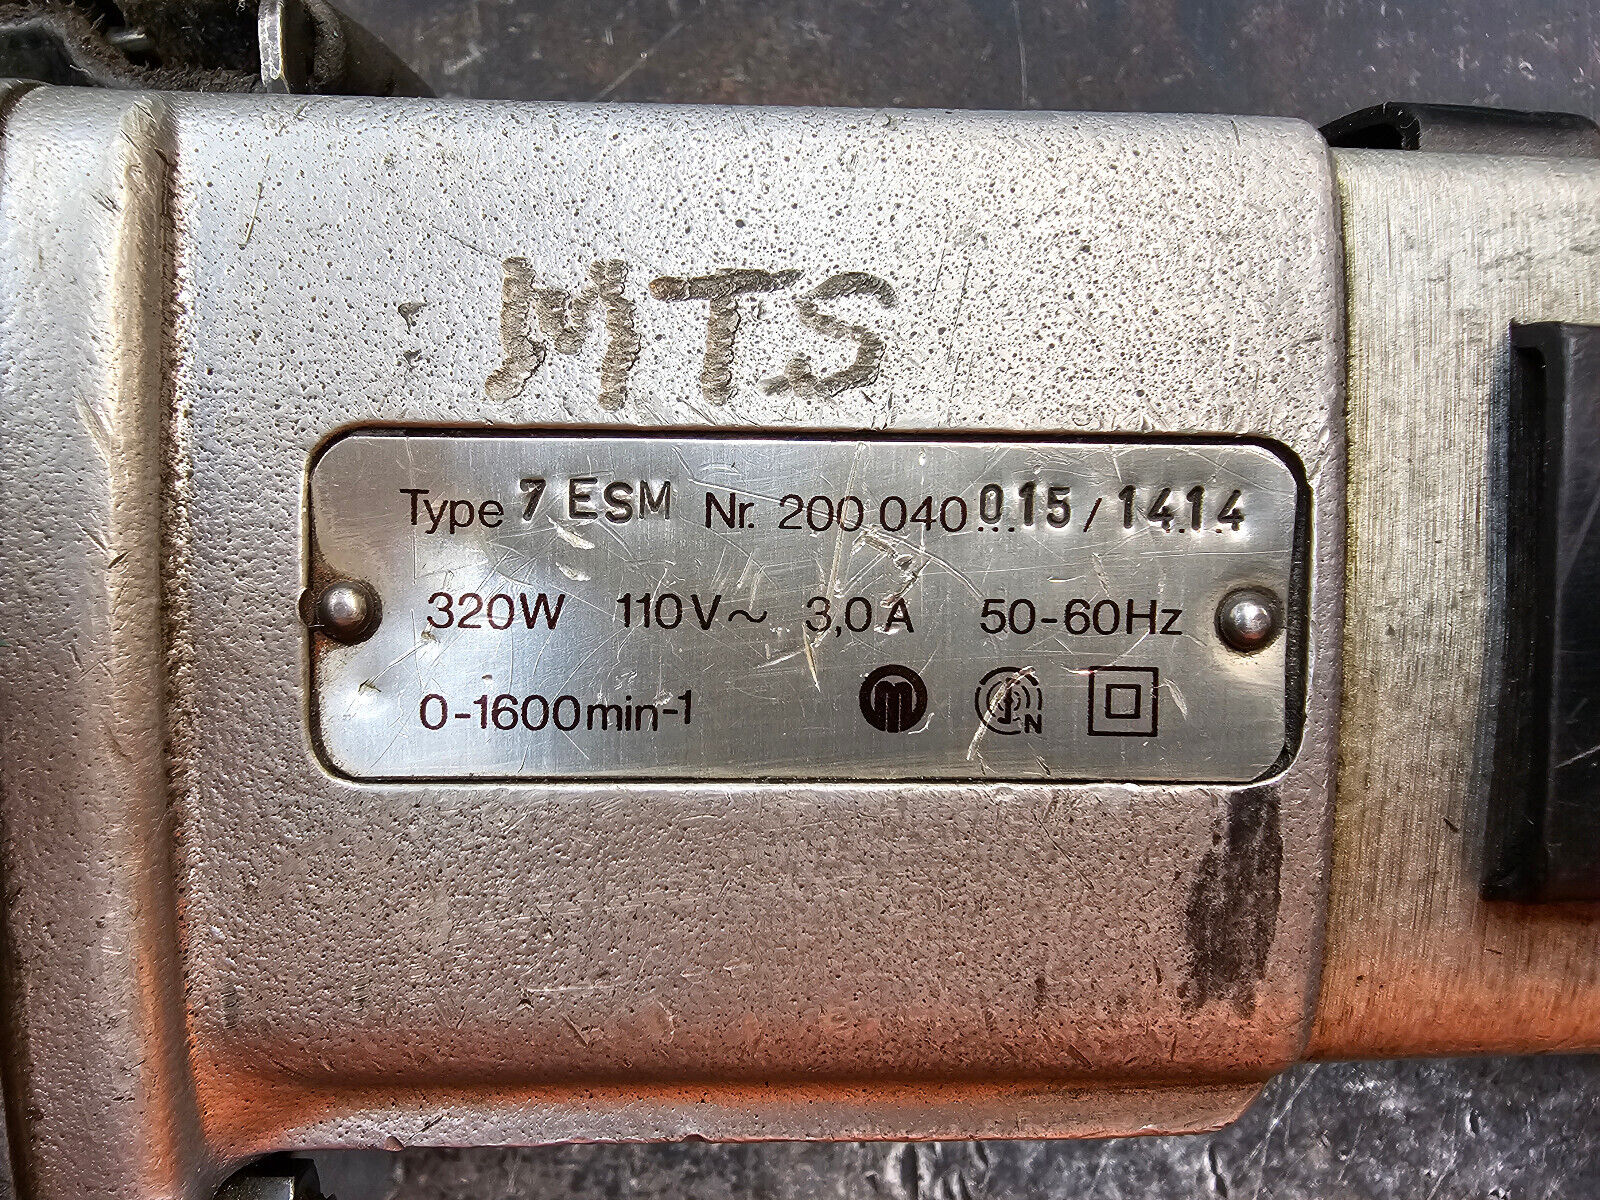 MTS
Type 7 ESM Nr. 200 040 015 / 1414
320W 110V~ 3,0A 50-60Hz
0-1600min-1
m N